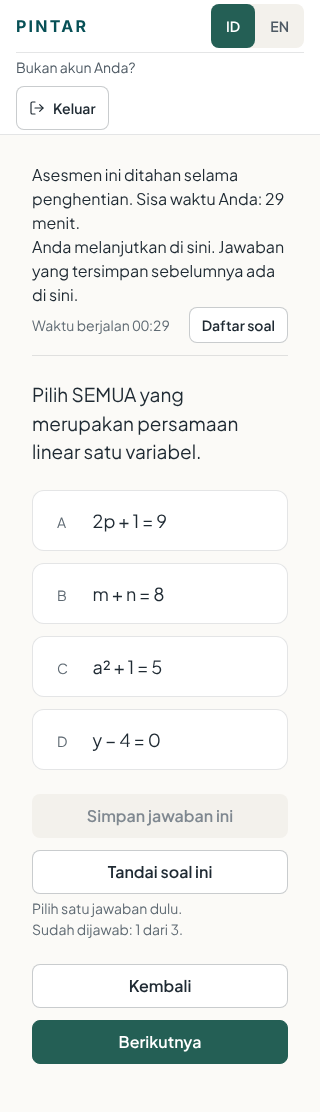 PINTAR
ID
EN
Bukan akun Anda?
Keluar
Asesmen ini ditahan selama
penghentian. Sisa waktu Anda: 29
menit.
Anda melanjutkan di sini. Jawaban
yang tersimpan sebelumnya ada
di sini.
Waktu berjalan 00:29
Daftar soal
Pilih SEMUA yang
merupakan persamaan
linear satu variabel.
A 2p + 1 = 9
B m + n = 8
C a² + 1 = 5
D y – 4 = 0
Simpan jawaban ini
Tandai soal ini
Pilih satu jawaban dulu.
Sudah dijawab: 1 dari 3.
Kembali
Berikutnya